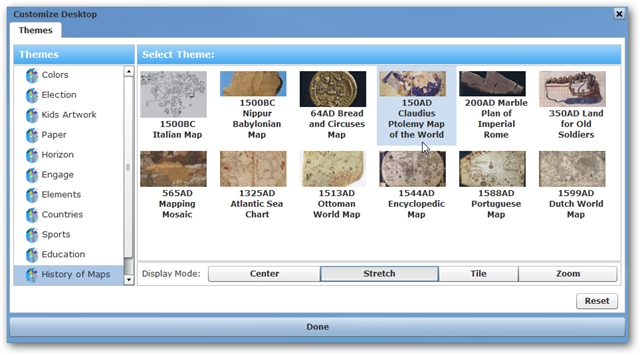 Customize Desktop
Themes
Themes
Colors
Election
Kids Artwork
Paper
Horizon
Engage
Elements
Countries
Sports
Education
History of Maps
Select Theme:
1500BC
Italian Map
1500BC
Nippur
Babylonian
Map
64AD Bread
and Circuses
Map
150AD
Claudius
Ptolemy Map
of the World
200AD Marble
Plan of
Imperial
Rome
350AD Land
for Old
Soldiers
565AD
Mapping
Mosaic
1325AD
Atlantic Sea
Chart
1513AD
Ottoman
World Map
1544AD
Encyclopedic
Map
1588AD
Portuguese
Map
1599AD
Dutch World
Map
Display Mode:
Center
Stretch
Tile
Zoom
Reset
Done